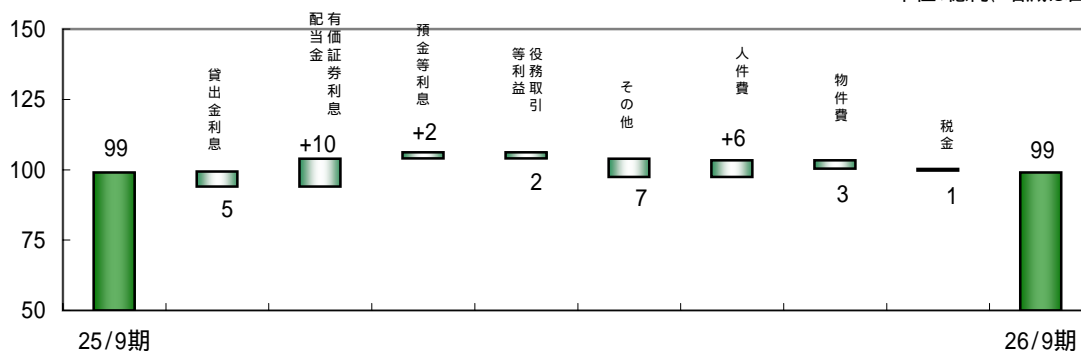 150
125
100
75
50
99
貸出金利息
5
有価証券利息
配当金
+10
預金等利息
+2
役務取引
等利益
2
その他
7
人件費
+6
物件費
3
税金
1
99
25/9期
26/9期